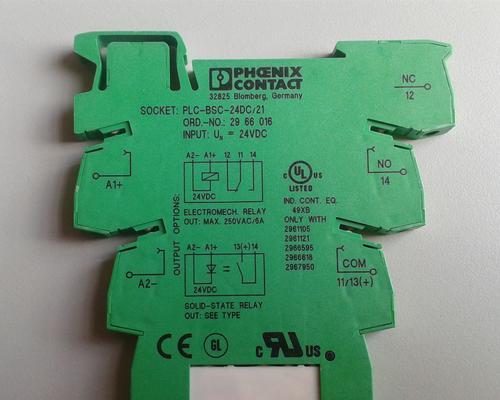 PHŒNIX
CONTACT
32825 Blomberg, Germany
SOCKET: PLC-BSC-24DC/21
ORD.-NO.: 29 66 016
INPUT: UN = 24VDC
NC
12
A2- A1+ 12 11 14
24VDC
ELECTROMECH. RELAY
OUT: MAX. 250VAC/6A
C UL US
LISTED
IND. CONT. EQ.
49XB
ONLY WITH
2961105
2961121
2966595
2966618
2967950
NO
14
A1+
OUTPUT OPTIONS:
A2- A1+ 13(+) 14
24VDC
SOLID-STATE RELAY
OUT: SEE TYPE
A2-
COM
11/13(+)
CE
GL
C RU US